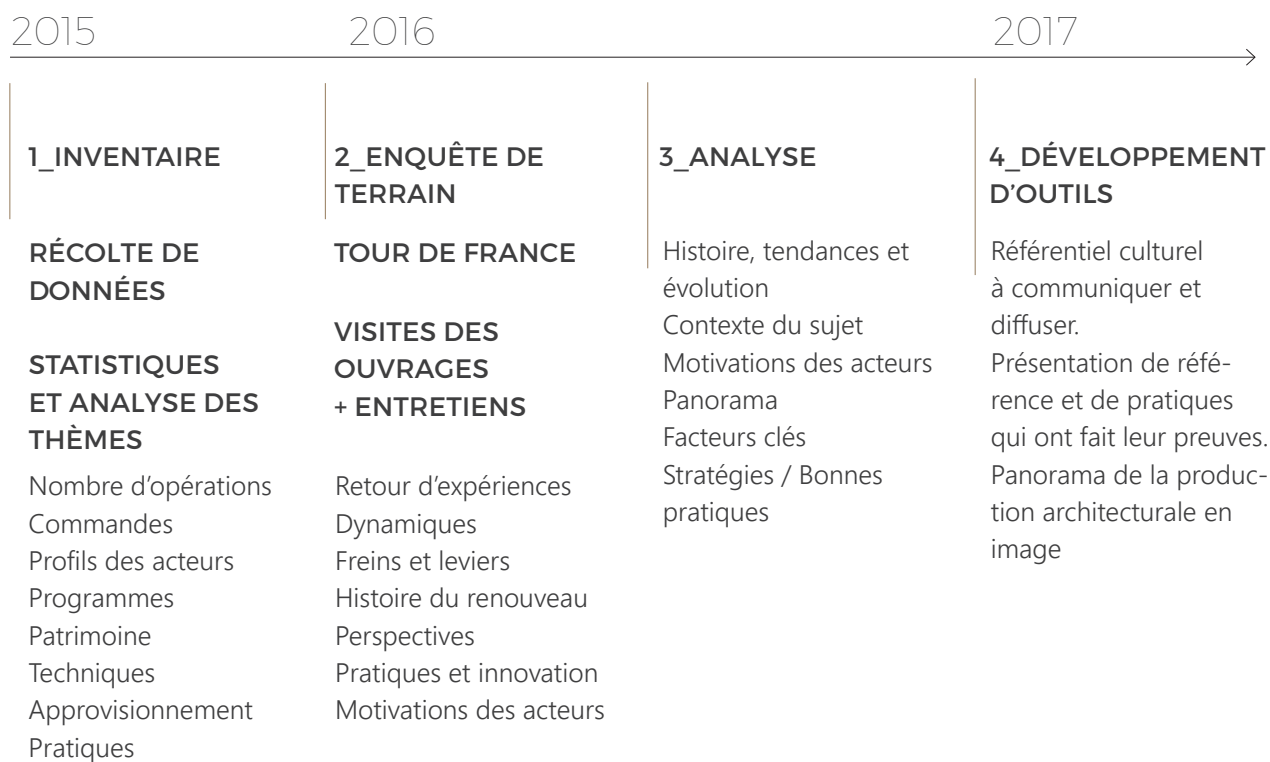 2015
2016
2017
1_INVENTAIRE
RÉCOLTE DE
DONNÉES
STATISTIQUES
ET ANALYSE DES
THÈMES
Nombre d’opérations
Commandes
Profils des acteurs
Programmes
Patrimoine
Techniques
Approvisionnement
Pratiques
2_ENQUÊTE DE
TERRAIN
TOUR DE FRANCE
VISITES DES
OUVRAGES
+ ENTRETIENS
Retour d’expériences
Dynamiques
Freins et leviers
Histoire du renouveau
Perspectives
Pratiques et innovation
Motivations des acteurs
3_ANALYSE
Histoire, tendances et
évolution
Contexte du sujet
Motivations des acteurs
Panorama
Facteurs clés
Stratégies / Bonnes
pratiques
4_DÉVELOPPEMENT
D’OUTILS
Référentiel culturel
à communiquer et
diffuser.
Présentation de réfé-
rence et de pratiques
qui ont fait leur preuves.
Panorama de la produc-
tion architecturale en
image